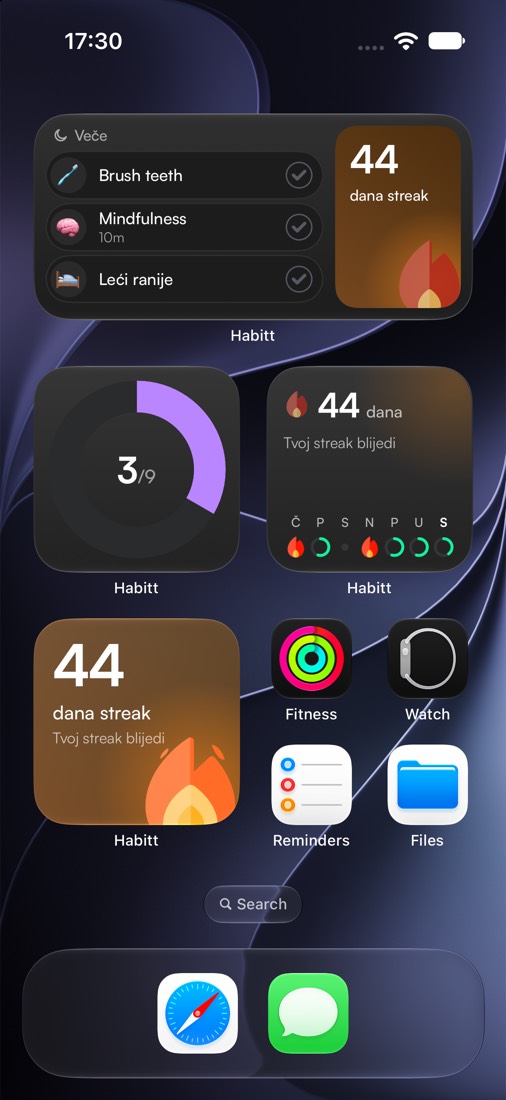 17:30
Veče
Brush teeth
Mindfulness
10m
Leći ranije
44
dana streak
Habitt
3/9
Habitt
44 dana
Tvoj streak blijedi
Č P S N P U S
Habitt
44
dana streak
Tvoj streak blijedi
Habitt
Fitness
Watch
Reminders
Files
Search